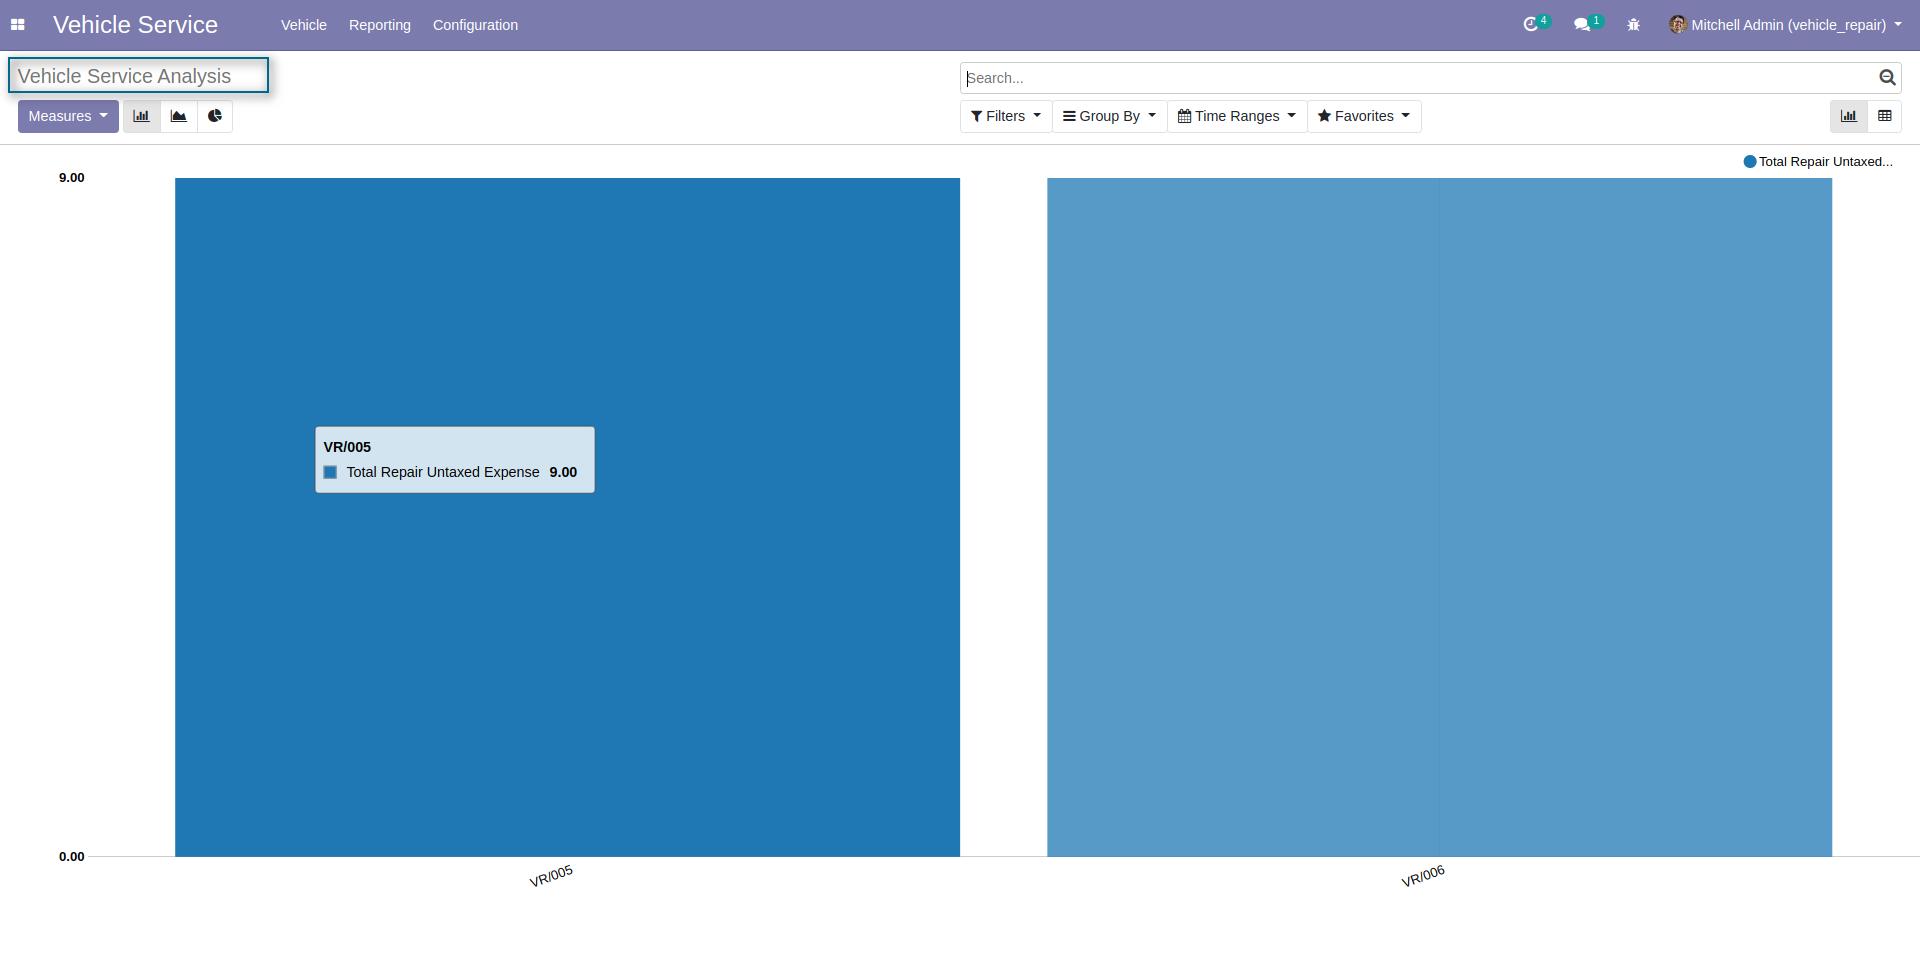 Vehicle Service
Vehicle Reporting Configuration
4 1 Mitchell Admin (vehicle_repair)
Vehicle Service Analysis
Search...
Measures
Filters Group By Time Ranges Favorites
Total Repair Untaxed...
9.00
VR/005
Total Repair Untaxed Expense 9.00
0.00
VR/005 VR/006